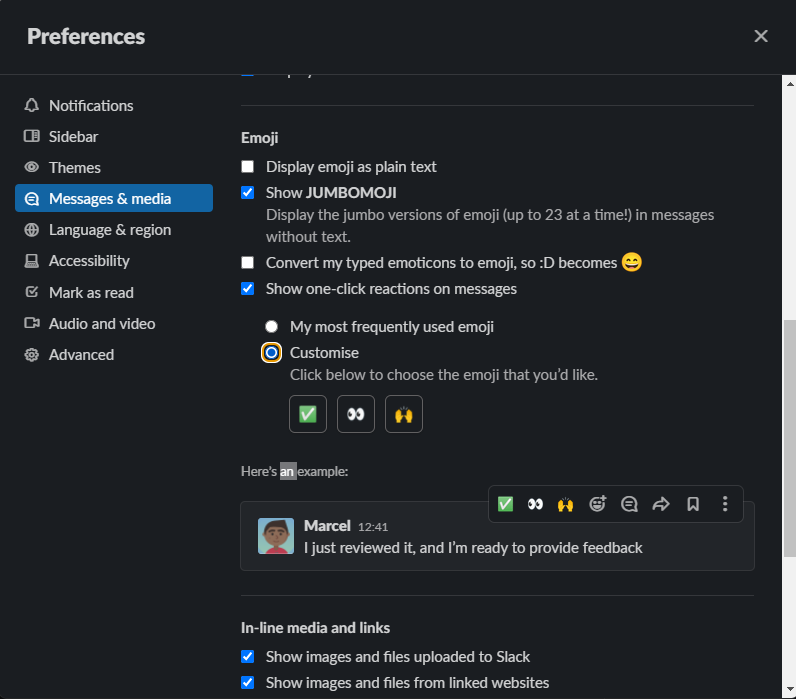 Preferences
Notifications
Sidebar
Themes
Messages & media
Language & region
Accessibility
Mark as read
Audio and video
Advanced
Emoji
Display emoji as plain text
Show JUMBOMOJI
Display the jumbo versions of emoji (up to 23 at a time!) in messages
without text.
Convert my typed emoticons to emoji, so :D becomes 😄
Show one-click reactions on messages
My most frequently used emoji
Customise
Click below to choose the emoji that you’d like.
Here's an example:
Marcel 12:41
I just reviewed it, and I’m ready to provide feedback
In-line media and links
Show images and files uploaded to Slack
Show images and files from linked websites